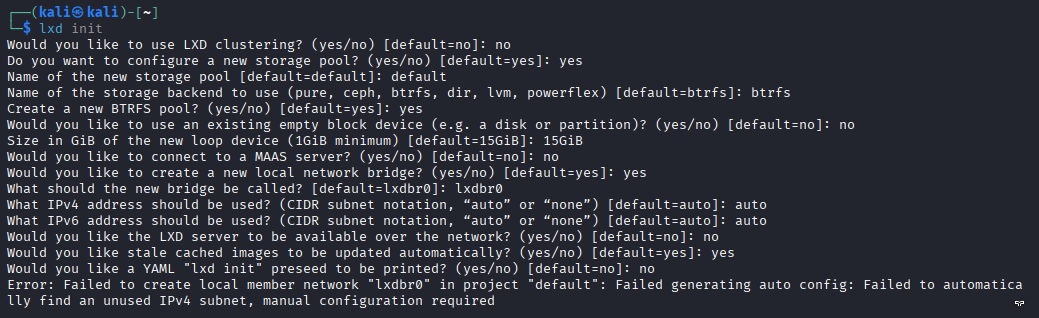 ┌──(kali㉿kali)-[~]
└─$ lxd init
Would you like to use LXD clustering? (yes/no) [default=no]: no
Do you want to configure a new storage pool? (yes/no) [default=yes]: yes
Name of the new storage pool [default=default]: default
Name of the storage backend to use (pure, ceph, btrfs, dir, lvm, powerflex) [default=btrfs]: btrfs
Create a new BTRFS pool? (yes/no) [default=yes]: yes
Would you like to use an existing empty block device (e.g. a disk or partition)? (yes/no) [default=no]: no
Size in GiB of the new loop device (1GiB minimum) [default=15GiB]: 15GiB
Would you like to connect to a MAAS server? (yes/no) [default=no]: no
Would you like to create a new local network bridge? (yes/no) [default=yes]: yes
What should the new bridge be called? [default=lxdbr0]: lxdbr0
What IPv4 address should be used? (CIDR subnet notation, “auto” or “none”) [default=auto]: auto
What IPv6 address should be used? (CIDR subnet notation, “auto” or “none”) [default=auto]: auto
Would you like the LXD server to be available over the network? (yes/no) [default=no]: no
Would you like stale cached images to be updated automatically? (yes/no) [default=yes]: yes
Would you like a YAML "lxd init" preseed to be printed? (yes/no) [default=no]: no
Error: Failed to create local member network "lxdbr0" in project "default": Failed generating auto config: Failed to automatica
lly find an unused IPv4 subnet, manual configuration required